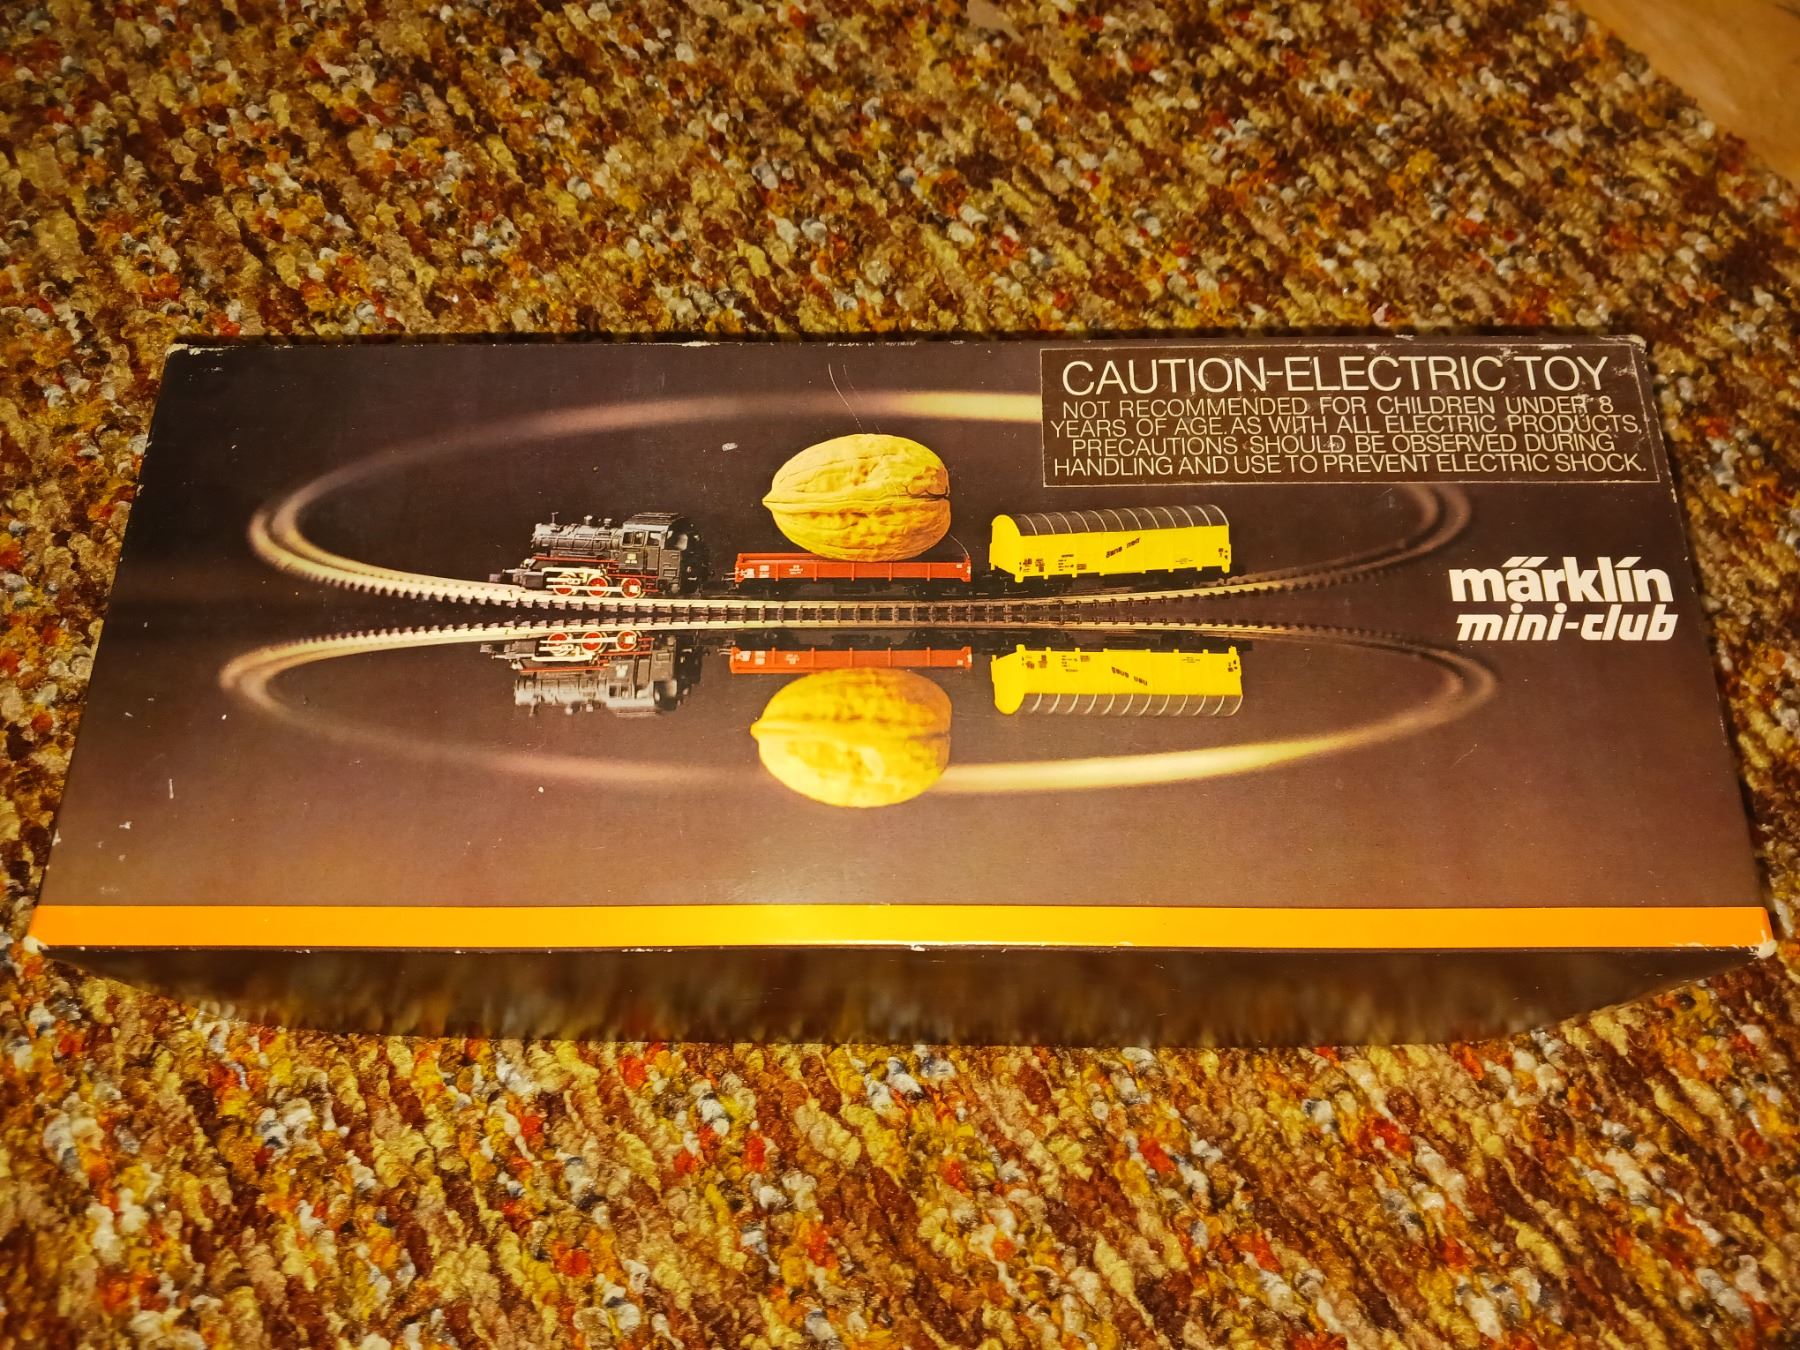 CAUTION-ELECTRIC TOY
NOT RECOMMENDED FOR CHILDREN UNDER 8
YEARS OF AGE. AS WITH ALL ELECTRIC PRODUCTS,
PRECAUTIONS SHOULD BE OBSERVED DURING
HANDLING AND USE TO PREVENT ELECTRIC SHOCK.
märklin
mini-club